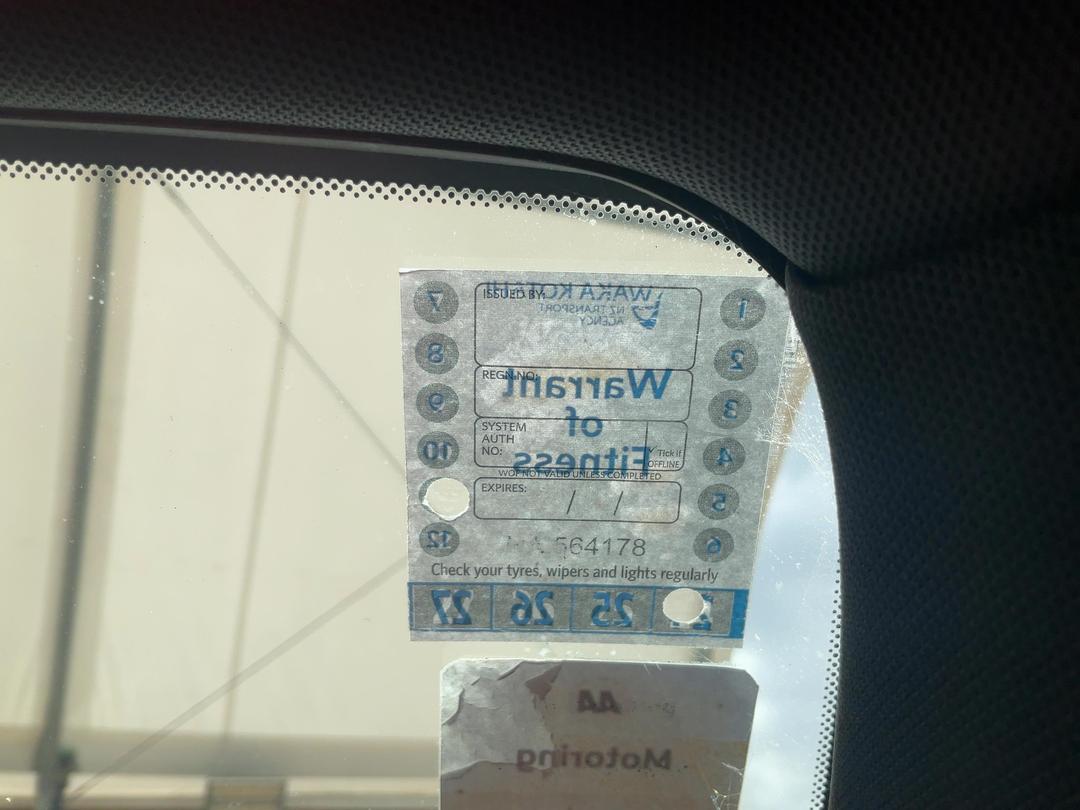 WAKA KOTAHI
NZ TRANSPORT
AGENCY
ISSUED BY:
REGN.NO:
Warrant
of
Fitness
SYSTEM
AUTH
NO:
Tick if
OFFLINE
WOF NOT VALID UNLESS COMPLETED
EXPIRES: / /
564178
Check your tyres, wipers and lights regularly
7 1
8 2
9 3
10 4
5
12 6
27 26 25
AA
Motoring